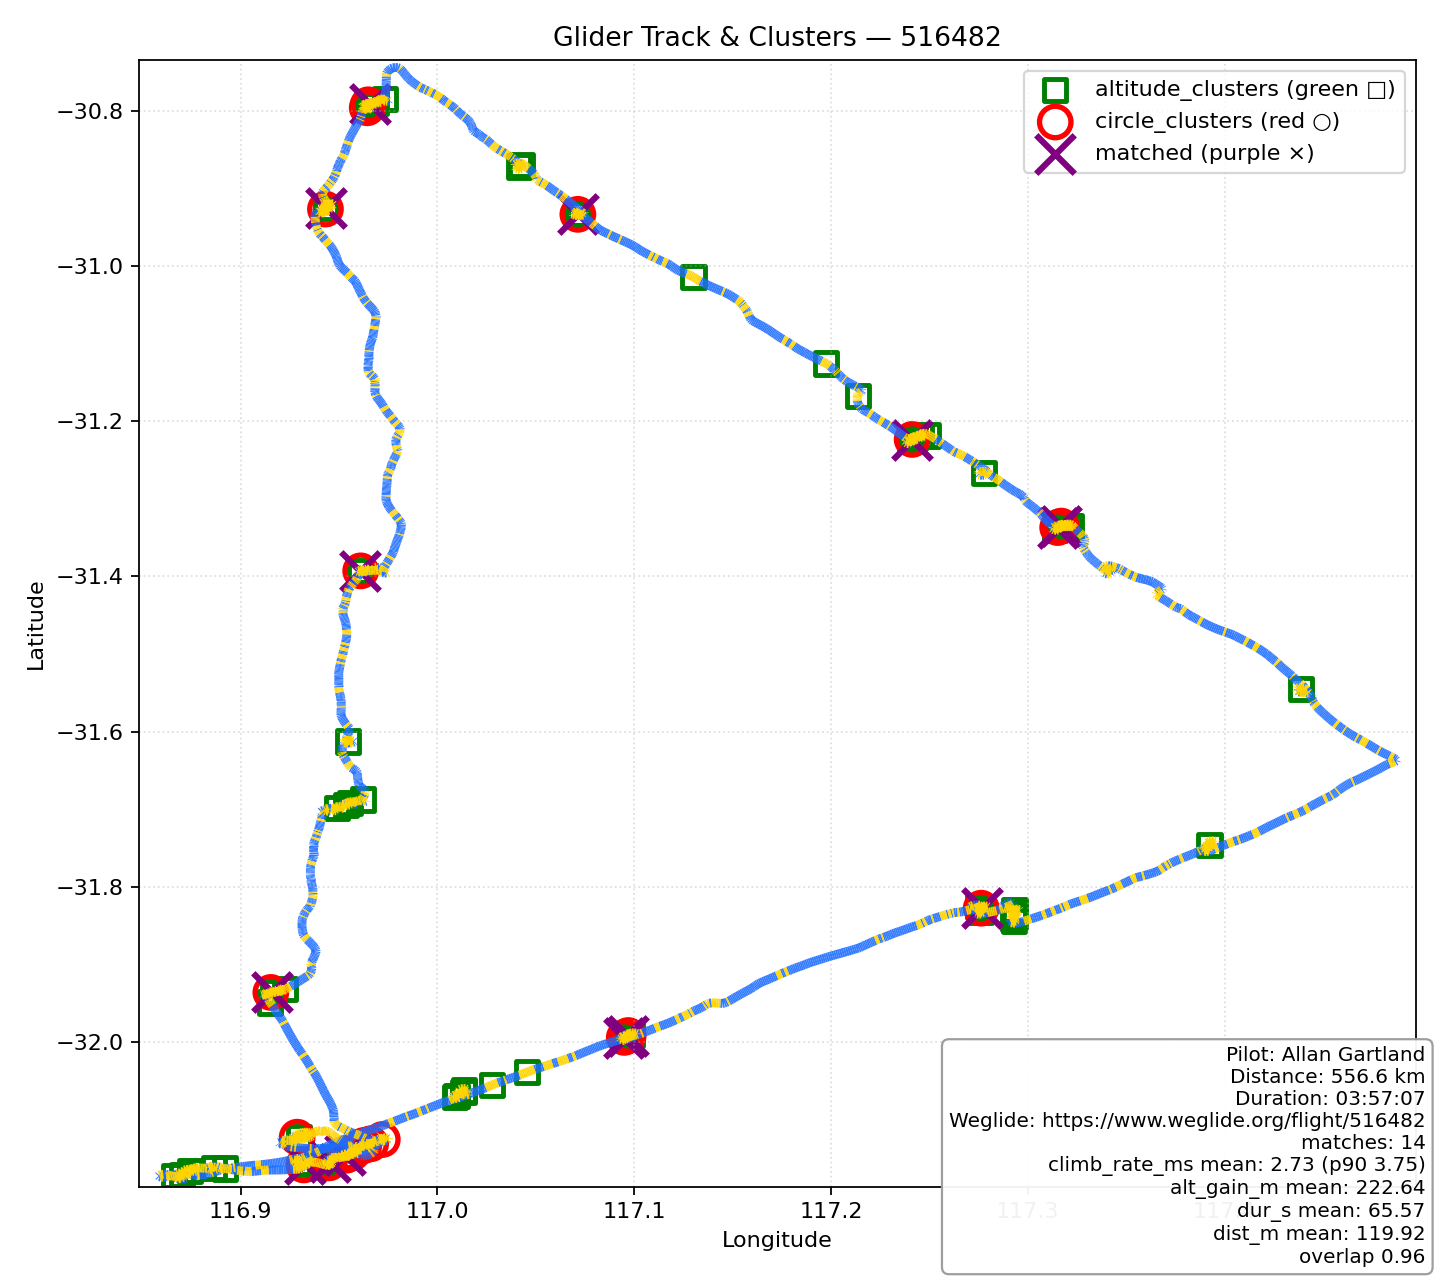 Glider Track & Clusters — 516482
altitude_clusters (green □)
circle_clusters (red ○)
matched (purple ×)
Latitude
−30.8
−31.0
−31.2
−31.4
−31.6
−31.8
−32.0
116.9
117.0
117.1
117.2
117.3
Longitude
Pilot: Allan Gartland
Distance: 556.6 km
Duration: 03:57:07
Weglide: https://www.weglide.org/flight/516482
matches: 14
climb_rate_ms mean: 2.73 (p90 3.75)
alt_gain_m mean: 222.64
dur_s mean: 65.57
dist_m mean: 119.92
overlap 0.96